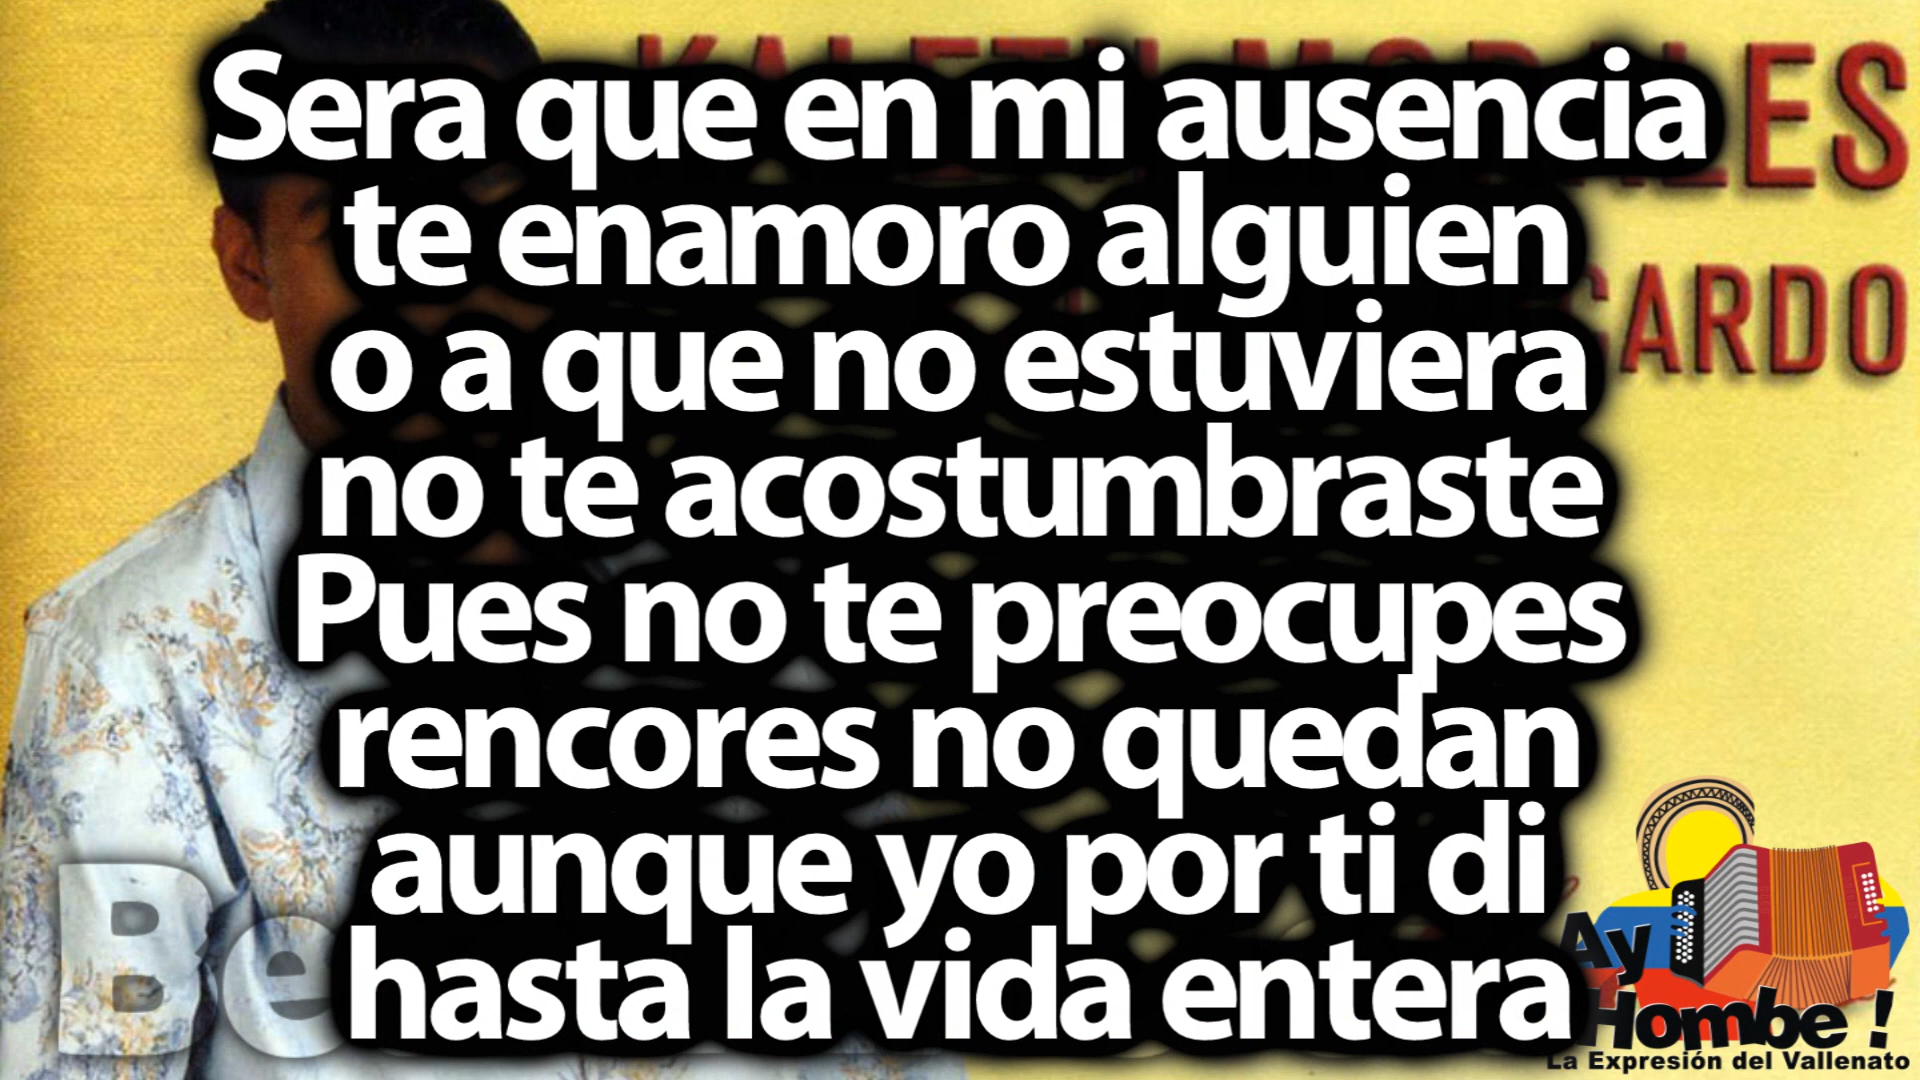 Sera que en mi ausencia
te enamoro alguien
o a que no estuviera
no te acostumbraste
Pues no te preocupes
rencores no quedan
aunque yo por ti di
hasta la vida entera
Ay
Hombe !
La Expresión del Vallenato